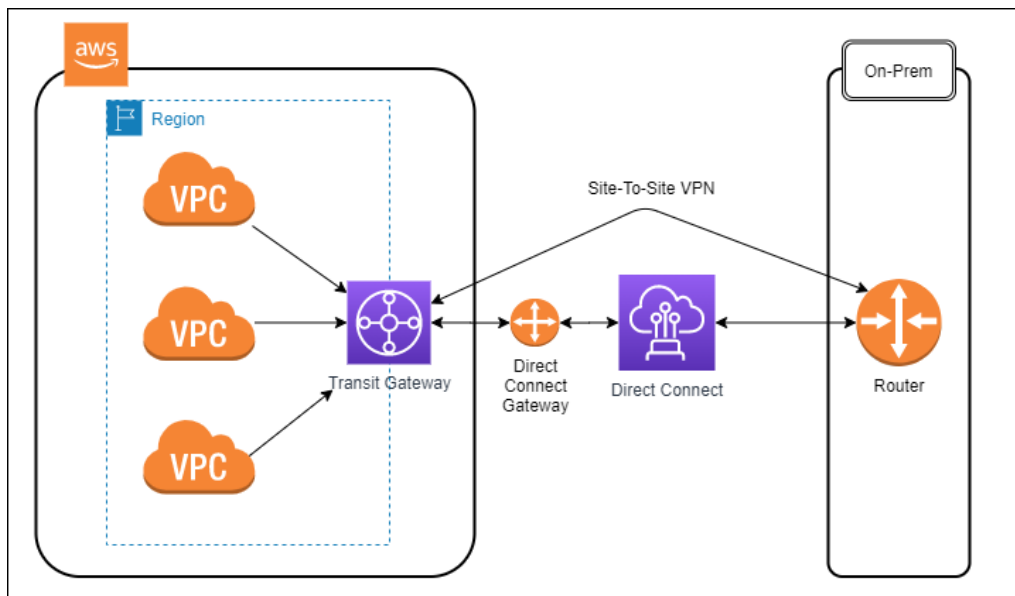 aws
On-Prem
Region
VPC
Site-To-Site VPN
VPC
Transit Gateway
Direct
Connect
Gateway
Direct Connect
Router
VPC